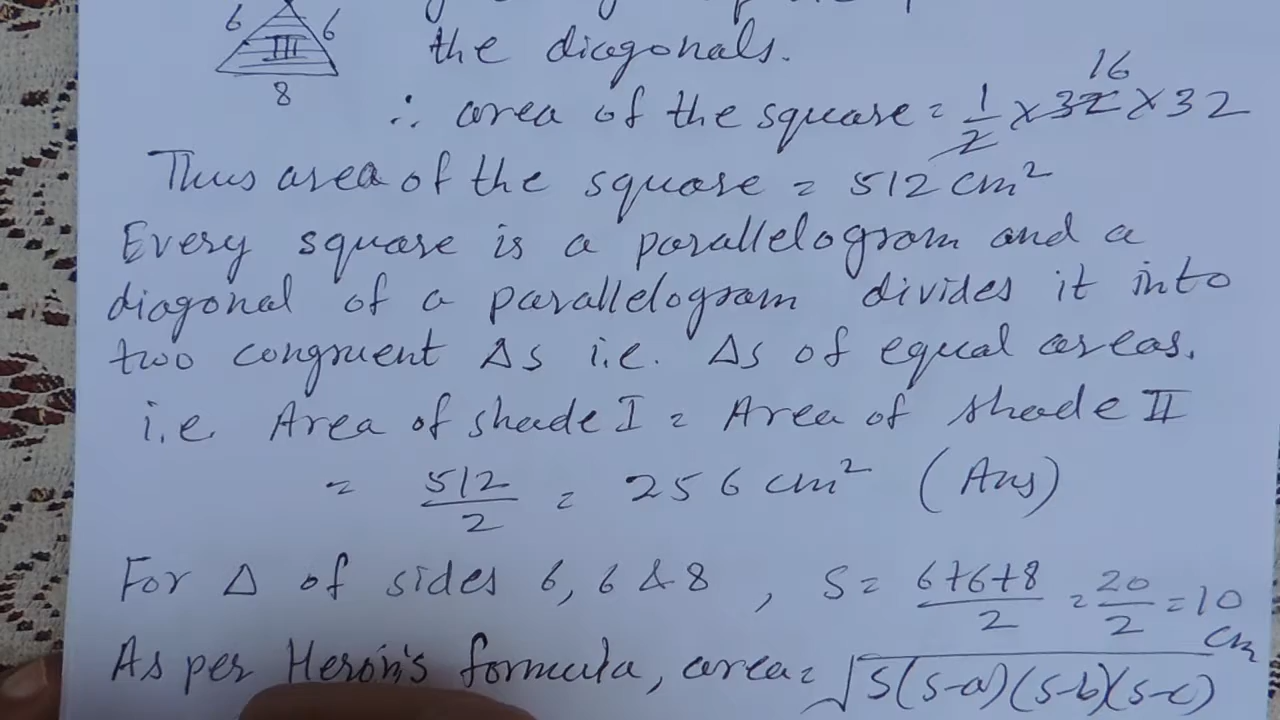 6 III 6
8
the diagonals.
∴ area of the square = 1/2 × 32 × 32
16
Thus area of the square = 512 cm²
Every square is a parallelogram and a
diagonal of a parallelogram divides it into
two congruent Δs i.e. Δs of equal areas.
i.e. Area of shade I = Area of shade II
= 512/2 = 256 cm² (Ans)
For Δ of sides 6, 6 & 8 , S = 6+6+8/2 = 20/2 = 10 cm
As per Heron's formula, area = √S(S-a)(S-b)(S-c)